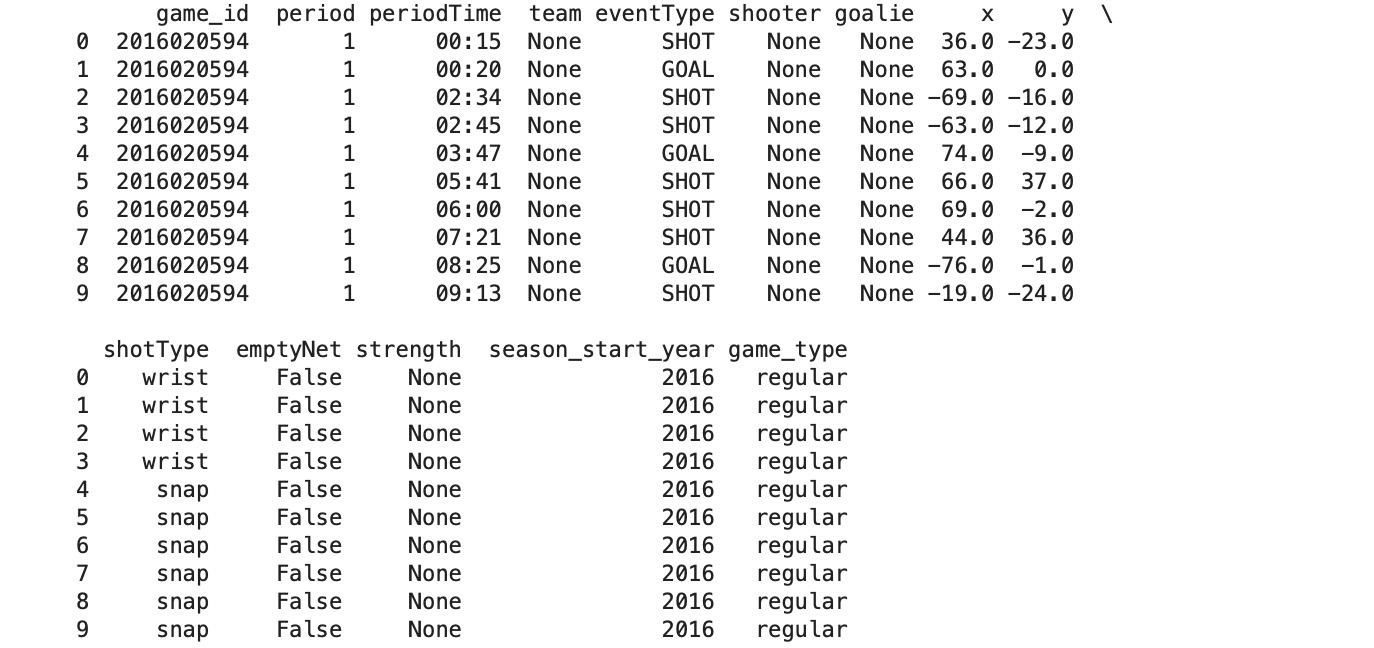 game_id period periodTime team eventType shooter goalie x y \
0 2016020594 1 00:15 None SHOT None None 36.0 -23.0
1 2016020594 1 00:20 None GOAL None None 63.0 0.0
2 2016020594 1 02:34 None SHOT None None -69.0 -16.0
3 2016020594 1 02:45 None SHOT None None -63.0 -12.0
4 2016020594 1 03:47 None GOAL None None 74.0 -9.0
5 2016020594 1 05:41 None SHOT None None 66.0 37.0
6 2016020594 1 06:00 None SHOT None None 69.0 -2.0
7 2016020594 1 07:21 None SHOT None None 44.0 36.0
8 2016020594 1 08:25 None GOAL None None -76.0 -1.0
9 2016020594 1 09:13 None SHOT None None -19.0 -24.0
shotType emptyNet strength season_start_year game_type
0 wrist False None 2016 regular
1 wrist False None 2016 regular
2 wrist False None 2016 regular
3 wrist False None 2016 regular
4 snap False None 2016 regular
5 snap False None 2016 regular
6 snap False None 2016 regular
7 snap False None 2016 regular
8 snap False None 2016 regular
9 snap False None 2016 regular